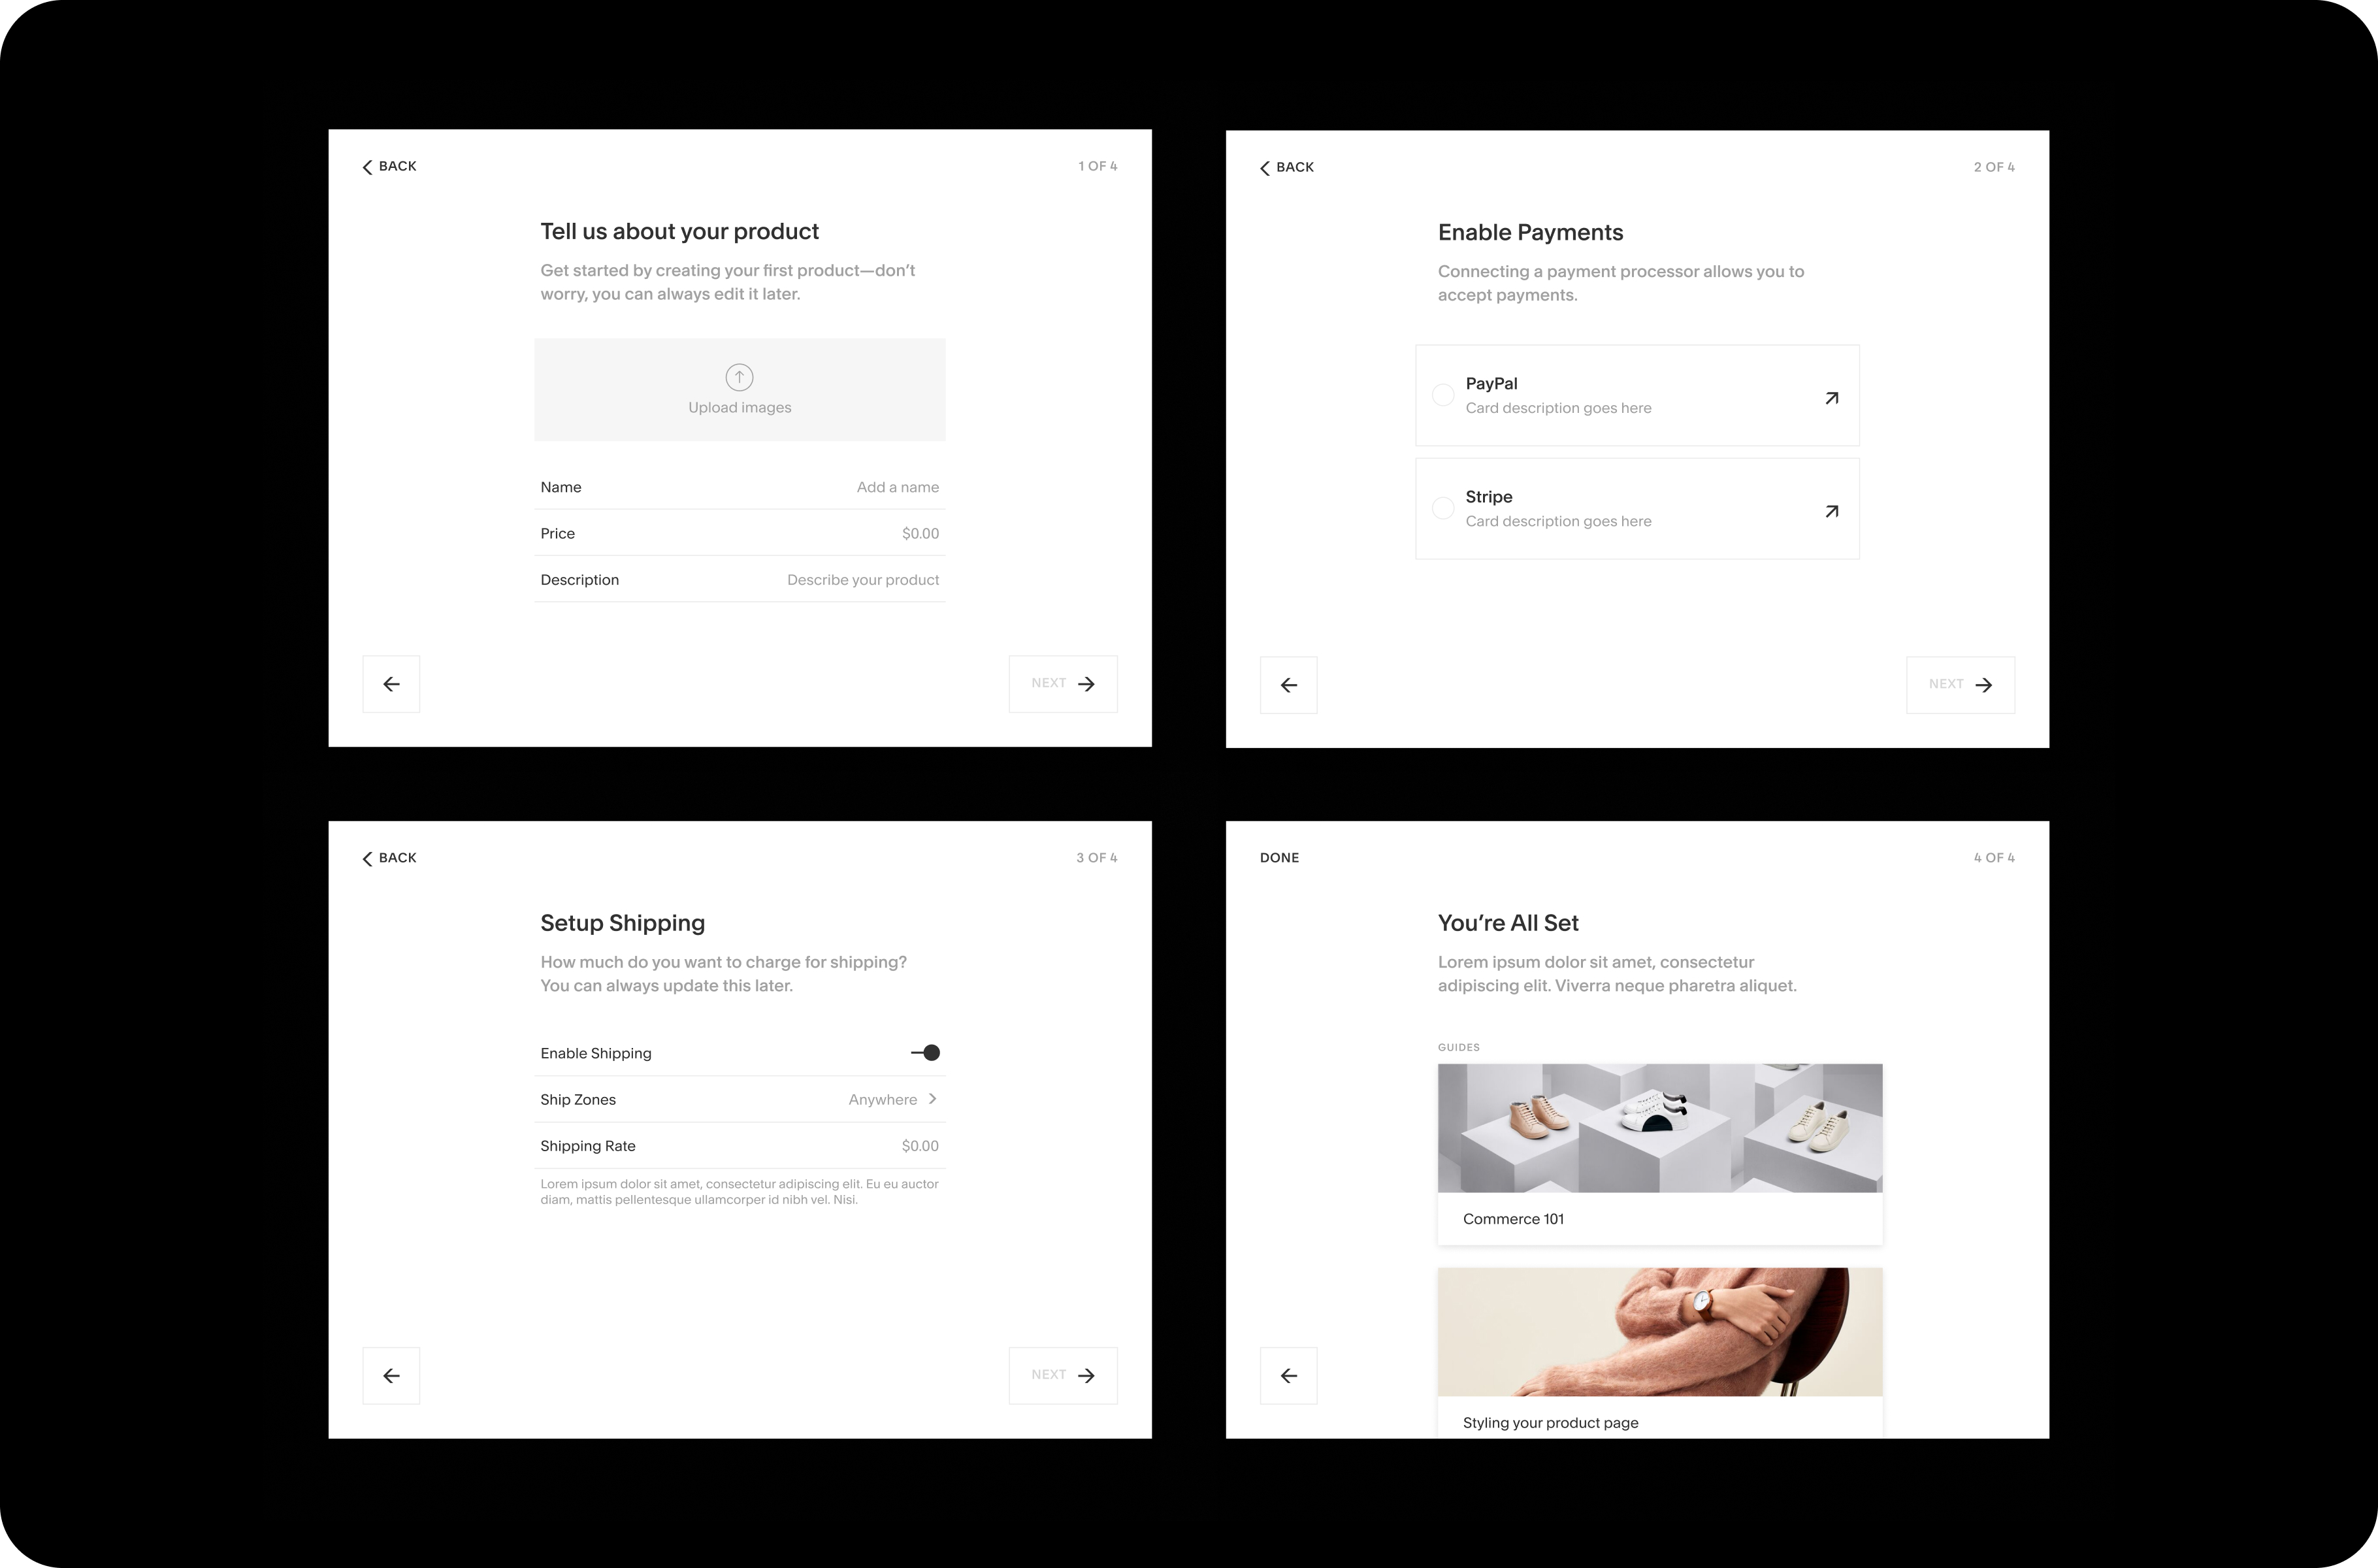 BACK
1 OF 4
Tell us about your product
Get started by creating your first product—don’t
worry, you can always edit it later.
Upload images
Name
Add a name
Price
$0.00
Description
Describe your product
NEXT
BACK
2 OF 4
Enable Payments
Connecting a payment processor allows you to
accept payments.
PayPal
Card description goes here
Stripe
Card description goes here
NEXT
BACK
3 OF 4
Setup Shipping
How much do you want to charge for shipping?
You can always update this later.
Enable Shipping
Ship Zones
Anywhere
Shipping Rate
$0.00
Lorem ipsum dolor sit amet, consectetur adipiscing elit. Eu eu auctor
diam, mattis pellentesque ullamcorper id nibh vel. Nisi.
NEXT
DONE
4 OF 4
You’re All Set
Lorem ipsum dolor sit amet, consectetur
adipiscing elit. Viverra neque pharetra aliquet.
GUIDES
Commerce 101
Styling your product page